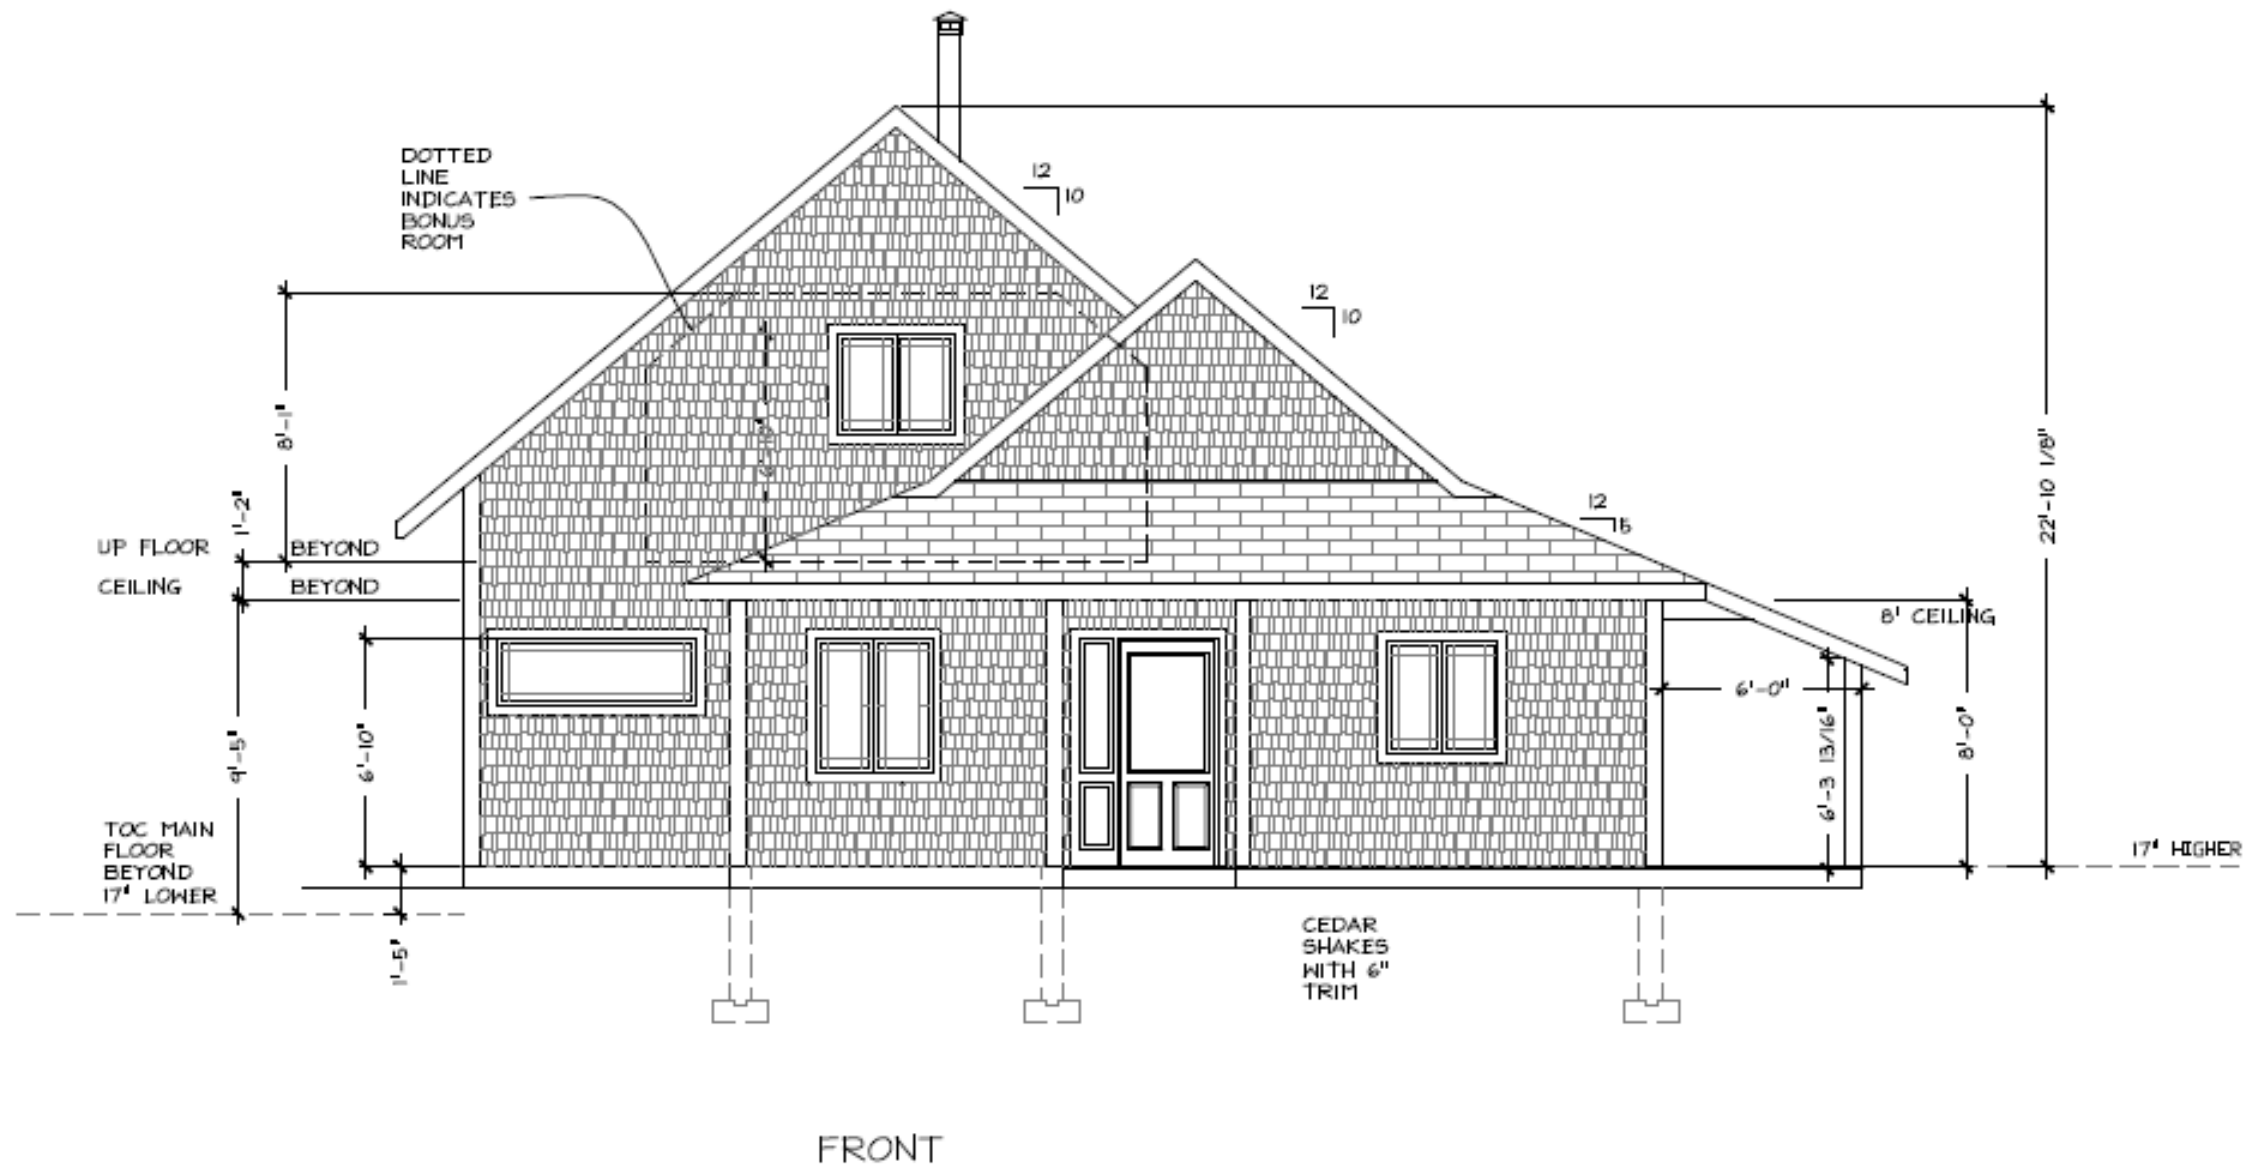 DOTTED
LINE
INDICATES
BONUS
ROOM
12
10
12
10
12
5
8'-1"
1'-2"
UP FLOOR
BEYOND
CEILING
BEYOND
6'-10"
22'-10 1/8"
8' CEILING
6'-0"
6'-3 13/16"
8'-0"
9'-5"
6'-10"
TOC MAIN
FLOOR
BEYOND
17" LOWER
1'-5"
17" HIGHER
CEDAR
SHAKES
WITH 6"
TRIM
FRONT